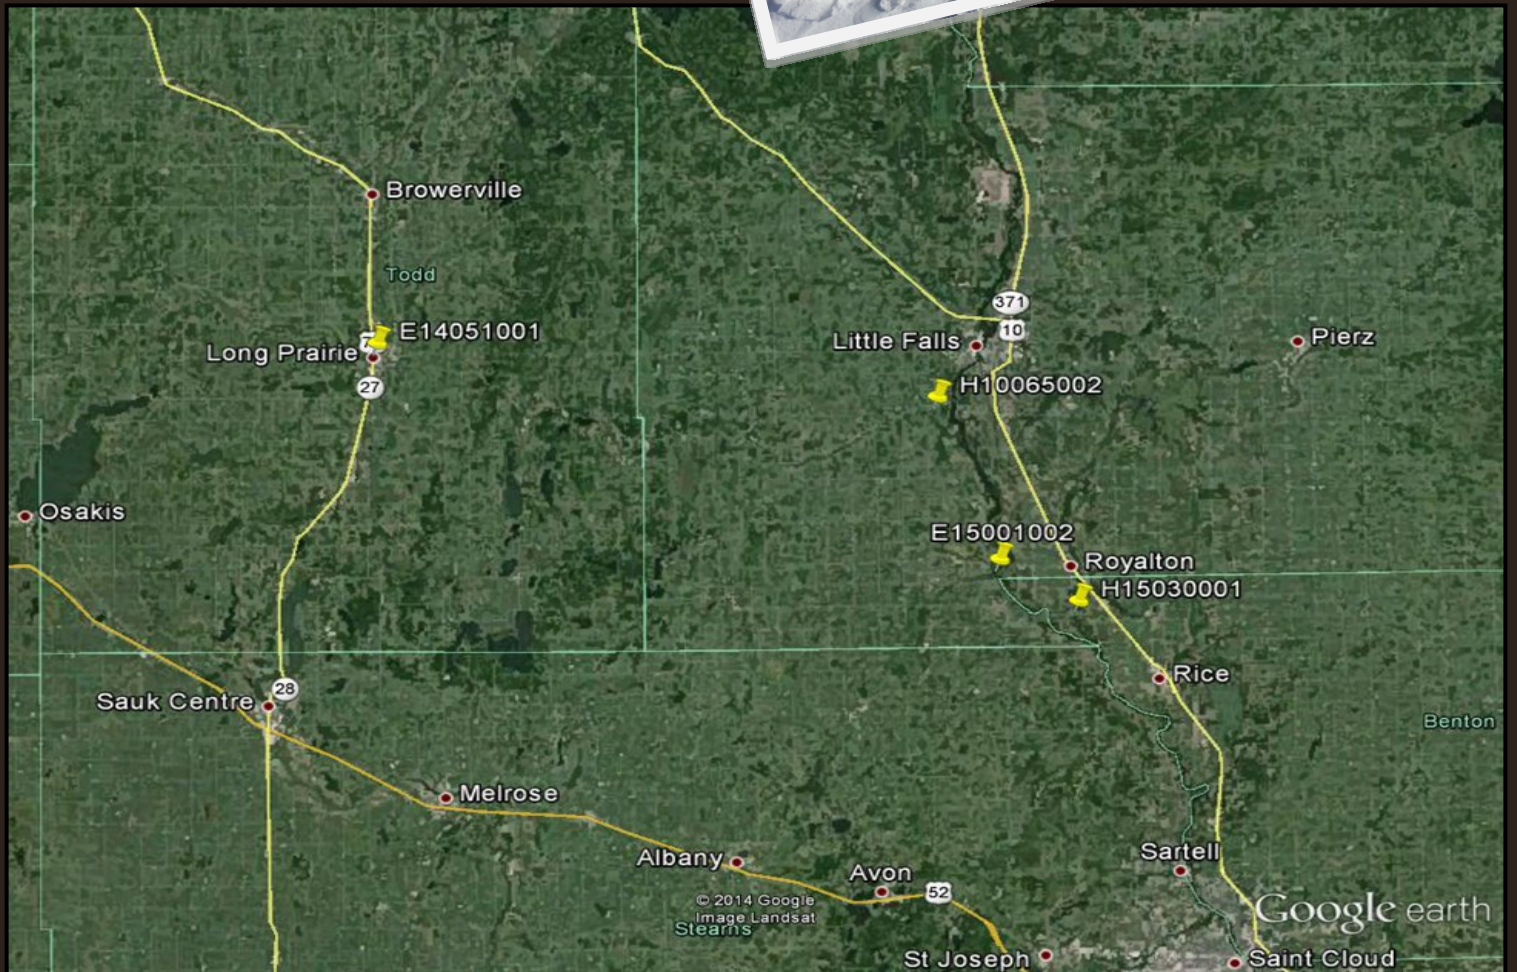 Browerville
Todd
371
E14051001
10
Little Falls
Pierz
7
Long Prairie
27
H10065002
Osakis
E15001002
Royalton
H15030001
Rice
28
Sauk Centre
Benton
Melrose
Sartell
Albany
Avon
52
© 2014 Google
Image Landsat
Google earth
Stearns
St Joseph
Saint Cloud